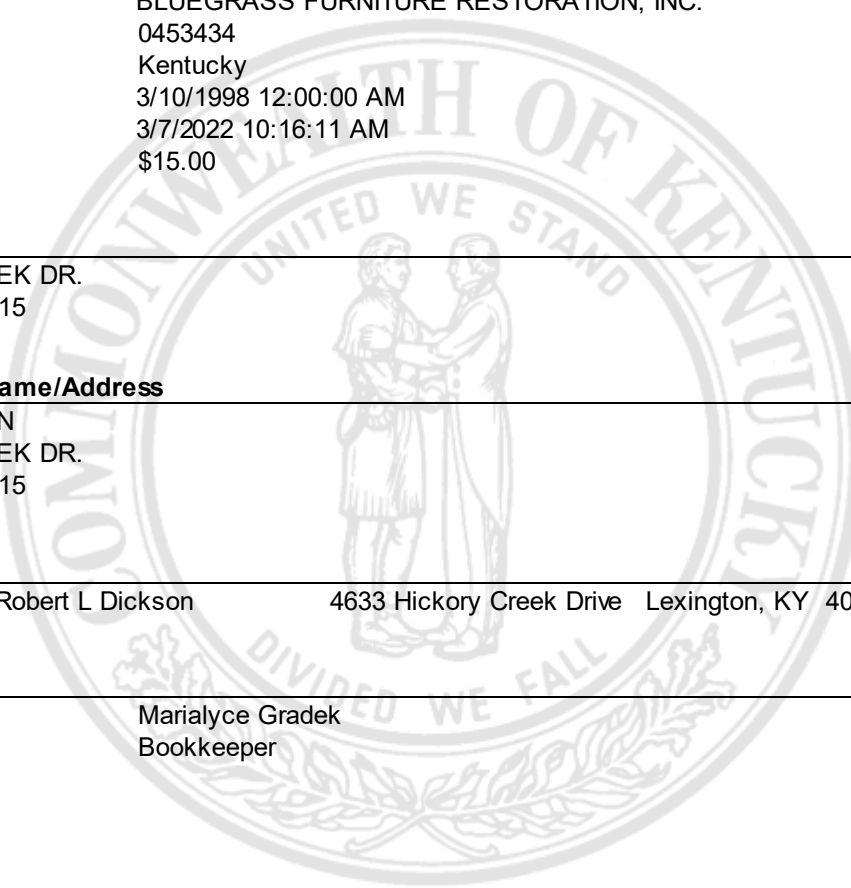 BLUEGRASS FURNITURE RESTORATION, INC.
0453434
Kentucky
3/10/1998 12:00:00 AM
3/7/2022 10:16:11 AM
$15.00
EK DR.
15
ame/Address
N
EK DR.
15
Robert L Dickson 4633 Hickory Creek Drive Lexington, KY 40
Marialyce Gradek
Bookkeeper
COMMONWEALTH OF KENTUCKY
UNITED WE STAND
DIVIDED WE FALL